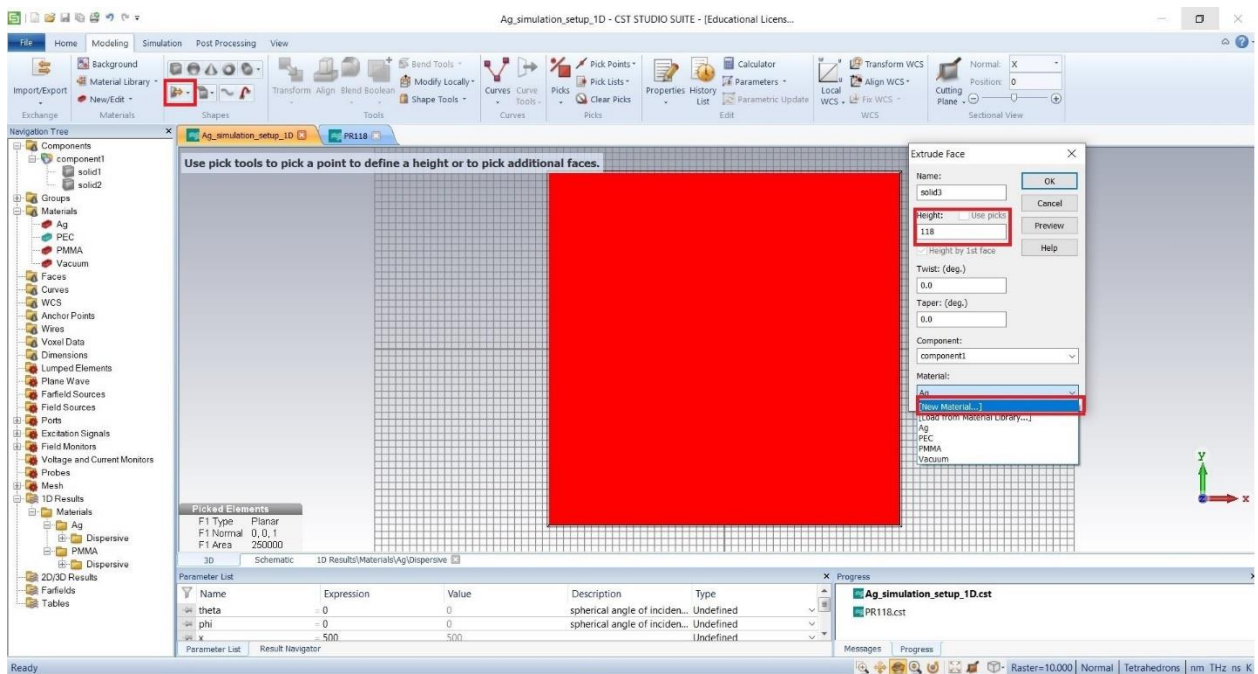 Ag_simulation_setup_1D - CST STUDIO SUITE - [Educational Licens...
File Home Modeling Simulation Post Processing View
Import/Export
Background
Material Library
New/Edit
Transform Align Blend Boolean
Bend Tools
Modify Locally
Shape Tools
Curves Curve Tools
Picks
Pick Points
Pick Lists
Clear Picks
Properties History List
Calculator
Parameters
Parametric Update
Local WCS
Transform WCS
Align WCS
Fix WCS
Cutting Plane
Normal: X
Position: 0
Exchange Materials Shapes Tools Curves Picks Edit WCS Sectional View
Navigation Tree
Components
component1
solid1
solid2
Groups
Materials
Ag
PEC
PMMA
Vacuum
Faces
Curves
WCS
Anchor Points
Wires
Voxel Data
Dimensions
Lumped Elements
Plane Wave
Farfield Sources
Field Sources
Ports
Excitation Signals
Field Monitors
Voltage and Current Monitors
Probes
Mesh
1D Results
Materials
Ag
Dispersive
PMMA
Dispersive
2D/3D Results
Farfields
Tables
Ag_simulation_setup_1D PR118
Use pick tools to pick a point to define a height or to pick additional faces.
Picked Elements
F1 Type Planar
F1 Normal 0, 0, 1
F1 Area 250000
Extrude Face
Name:
solid3
OK
Cancel
Height: Use picks
118
Preview
Height by 1st face
Help
Twist: (deg.)
0.0
Taper: (deg.)
0.0
Component:
component1
Material:
Ag
[New Material...]
[Load from Material Library...]
Ag
PEC
PMMA
Vacuum
y
x
3D Schematic 1D Results\Materials\Ag\Dispersive
Parameter List
Name Expression Value Description Type
theta = 0 0 spherical angle of inciden... Undefined
phi = 0 0 spherical angle of inciden... Undefined
x = 500 500 Undefined
Parameter List Result Navigator
Progress
Ag_simulation_setup_1D.cst
PR118.cst
Messages Progress
Ready
Raster=10.000 Normal Tetrahedrons nm THz ns K